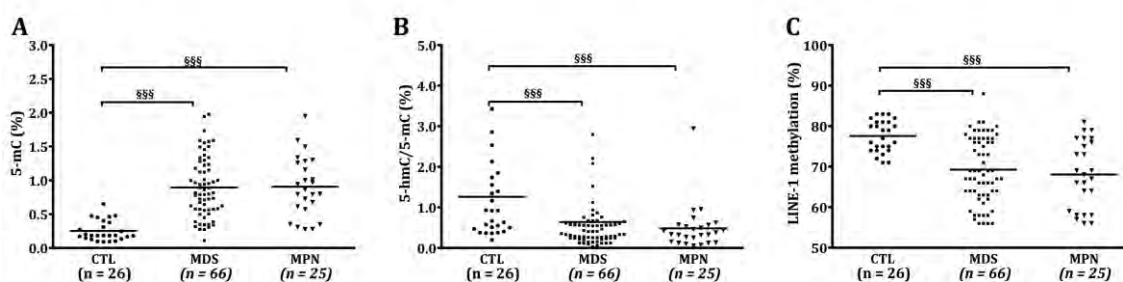 A
5-mC (%)
3.0
2.5
2.0
1.5
1.0
0.5
0.0
§§§
§§§
CTL MDS MPN
(n = 26) (n = 66) (n = 25)
B
5-hmC/5-mC (%)
5.0
4.0
3.0
2.0
1.0
0.0
§§§
§§§
CTL MDS MPN
(n = 26) (n = 66) (n = 25)
C
LINE-1 methylation (%)
100
90
80
70
60
50
§§§
§§§
CTL MDS MPN
(n = 26) (n = 66) (n = 25)